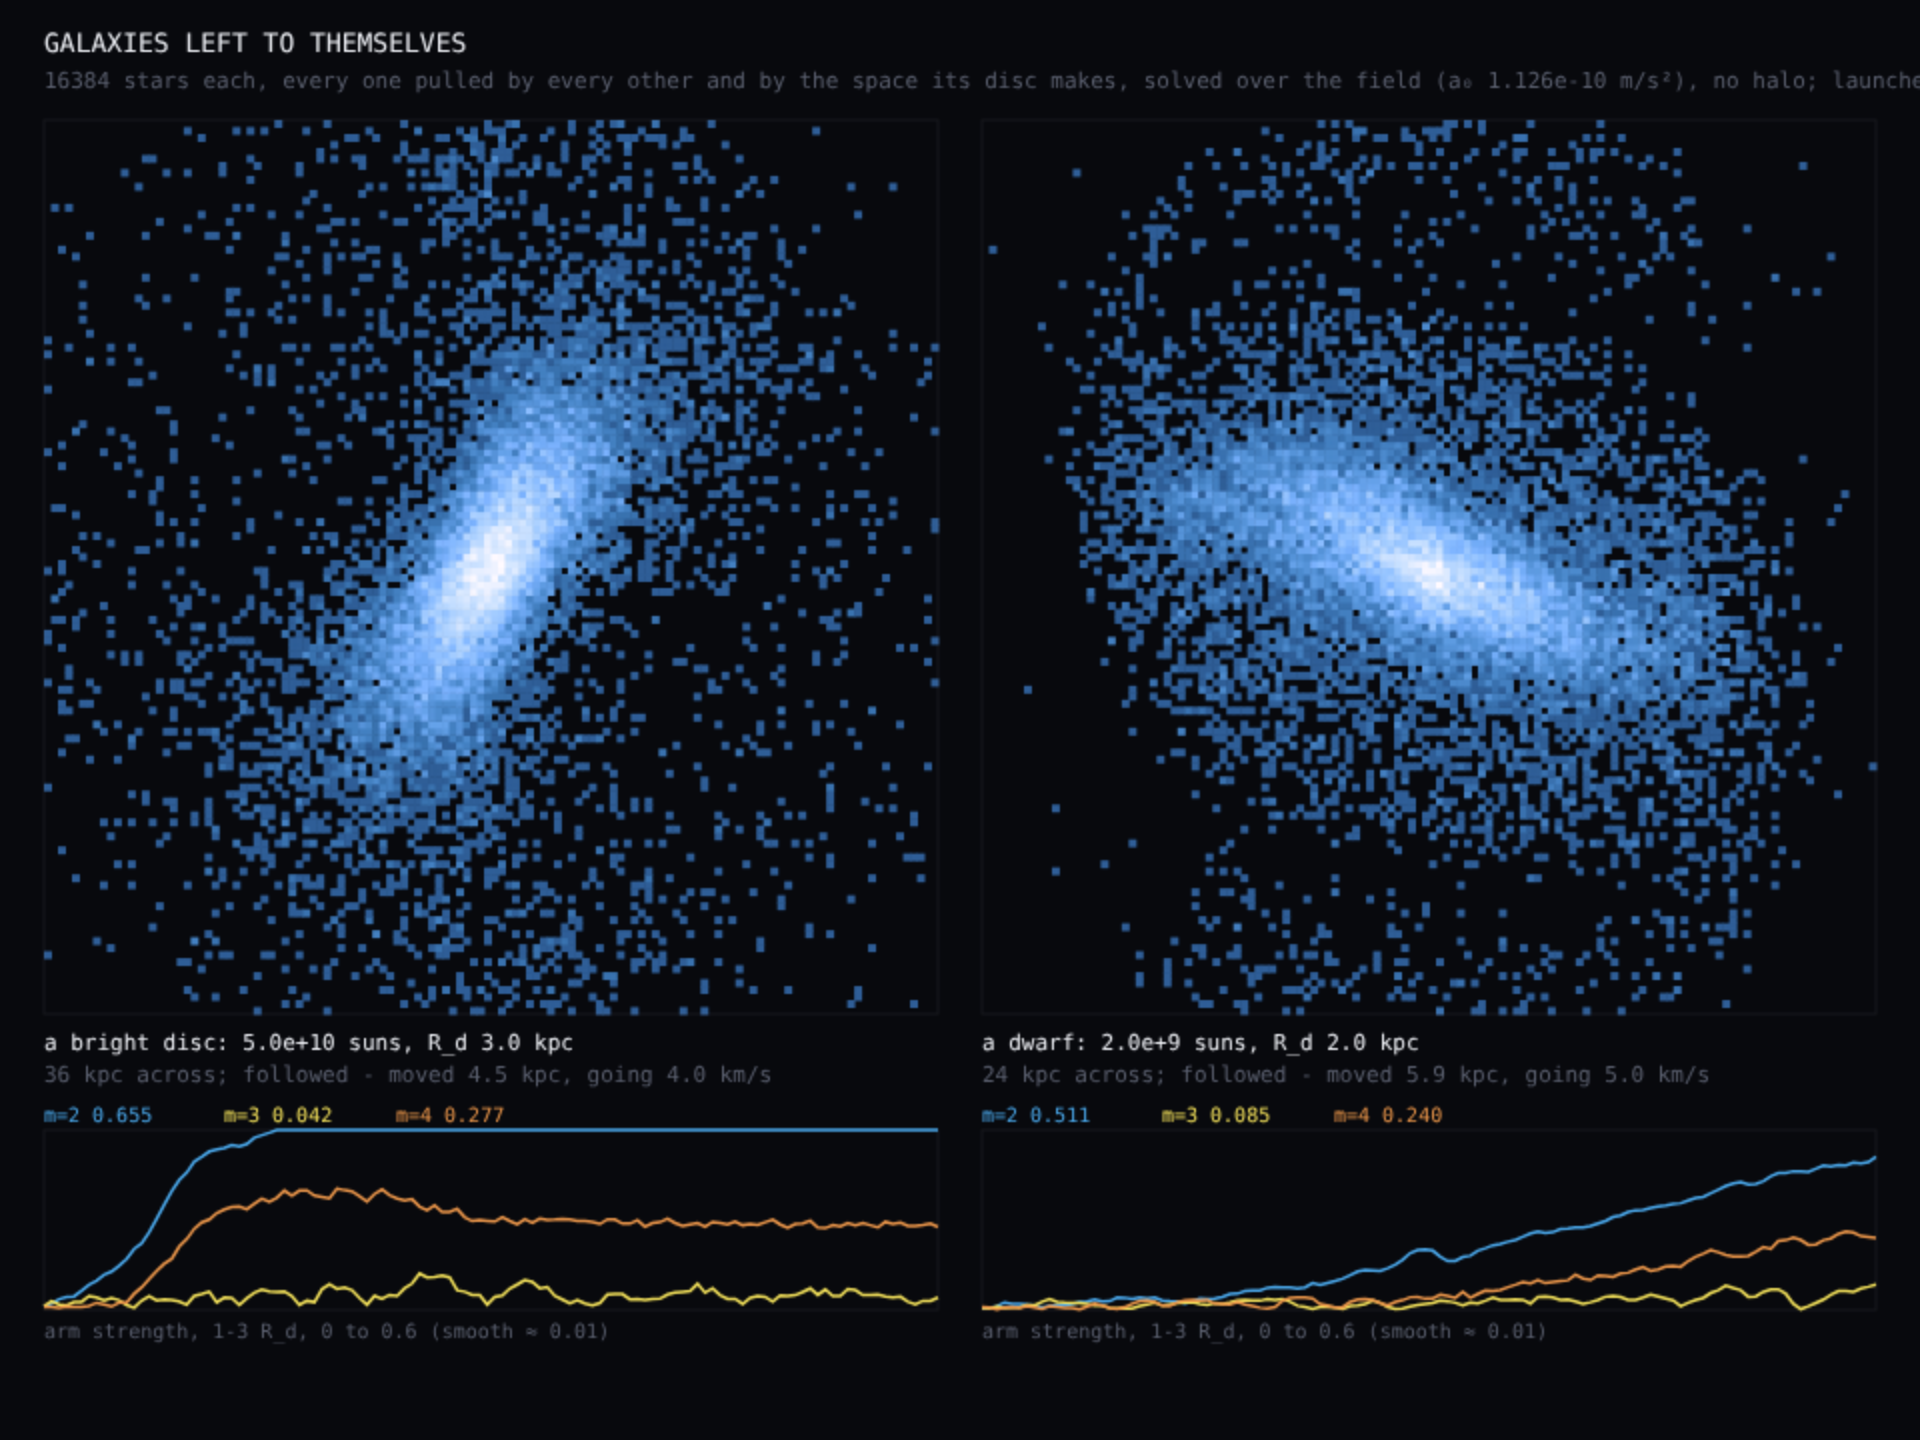 GALAXIES LEFT TO THEMSELVES
16384 stars each, every one pulled by every other and by the space its disc makes, solved over the field (a₀ 1.126e-10 m/s²), no halo; launche
a bright disc: 5.0e+10 suns, R_d 3.0 kpc
36 kpc across; followed - moved 4.5 kpc, going 4.0 km/s
m=2 0.655 m=3 0.042 m=4 0.277
arm strength, 1-3 R_d, 0 to 0.6 (smooth ≈ 0.01)
a dwarf: 2.0e+9 suns, R_d 2.0 kpc
24 kpc across; followed - moved 5.9 kpc, going 5.0 km/s
m=2 0.511 m=3 0.085 m=4 0.240
arm strength, 1-3 R_d, 0 to 0.6 (smooth ≈ 0.01)